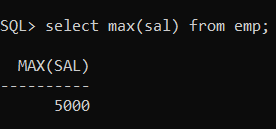 SQL> select max(sal) from emp;
MAX(SAL)
----------
5000